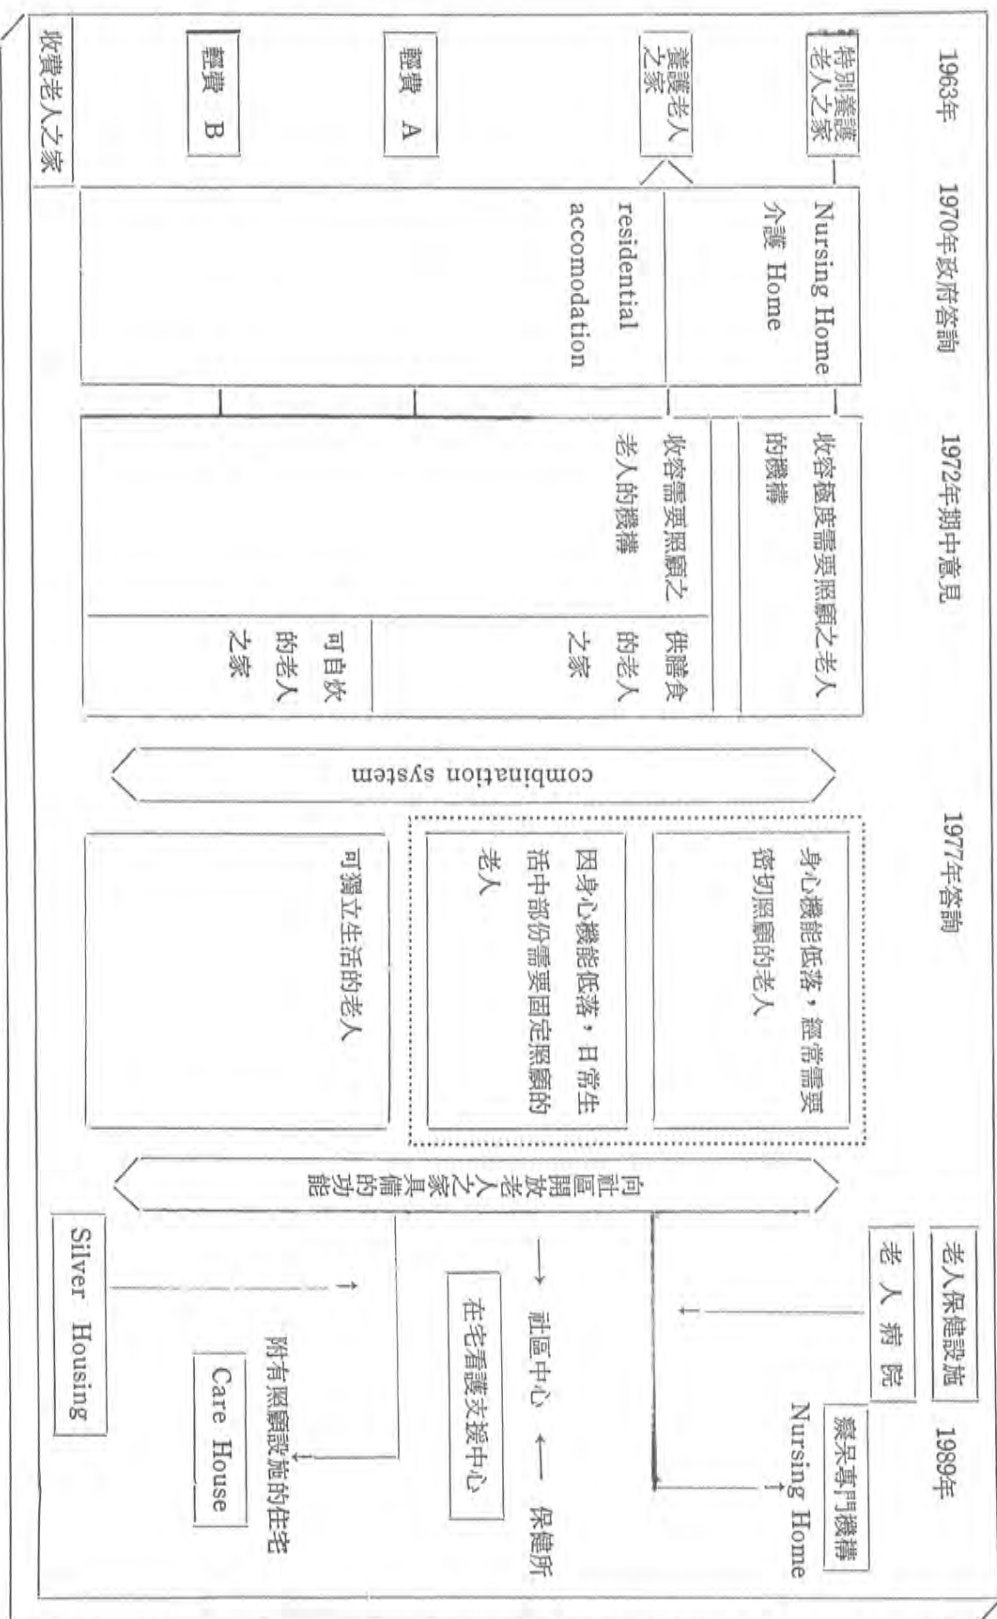 1963年
1970年政府答詢
1972年期中意見
1977年答詢
1989年
特別養護
老人之家
養護老人
之家
輕費 A
輕費 B
收費老人之家
Nursing Home
介護 Home
residential
accomodation
收容極度需要照顧之老人
的機構
收容需要照顧之
老人的機構
供膳食
的老人
之家
可自炊
的老人
之家
combination system
身心機能低落，經常需要
密切照顧的老人
因身心機能低落，日常生
活中部份需要固定照顧的
老人
可獨立生活的老人
向社區開放老人之家具備的功能
老人保健設施
老人病院
癡呆專門機構
Nursing Home
→ 社區中心 ← 保健所
在宅看護支援中心
附有照顧設施的住宅
Care House
Silver Housing